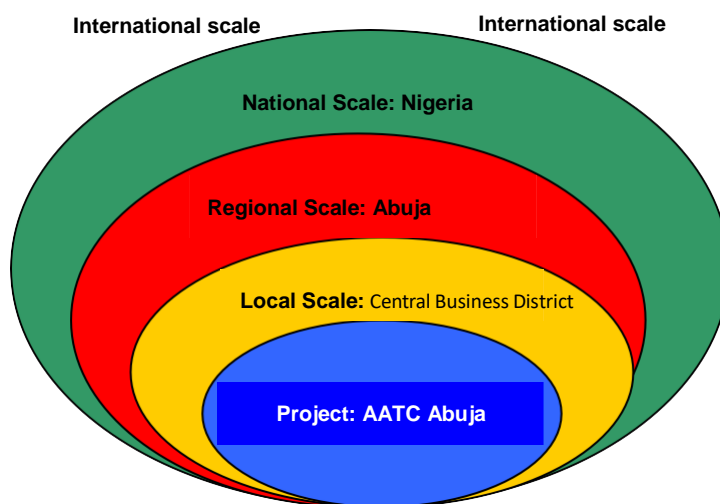 International scale
International scale
National Scale: Nigeria
Regional Scale: Abuja
Local Scale: Central Business District
Project: AATC Abuja